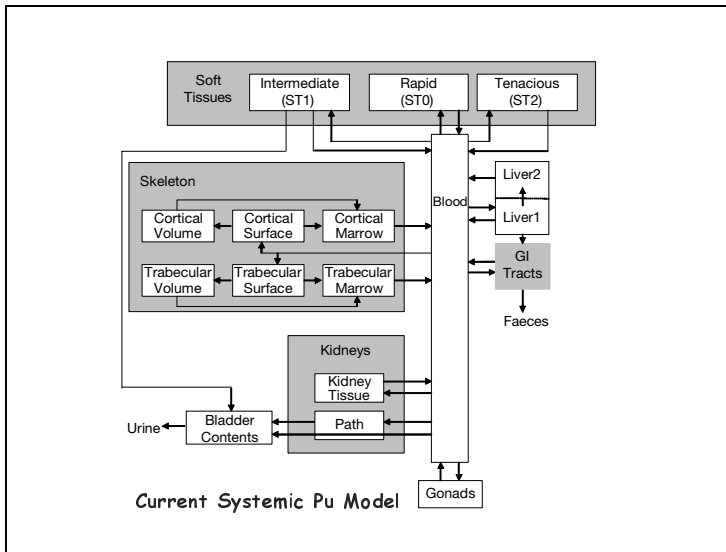 Soft
Tissues
Intermediate
(ST1)
Rapid
(ST0)
Tenacious
(ST2)
Skeleton
Cortical
Volume
Cortical
Surface
Cortical
Marrow
Trabecular
Volume
Trabecular
Surface
Trabecular
Marrow
Blood
Liver2
Liver1
GI
Tracts
Faeces
Kidneys
Kidney
Tissue
Path
Urine
Bladder
Contents
Gonads
Current Systemic Pu Model